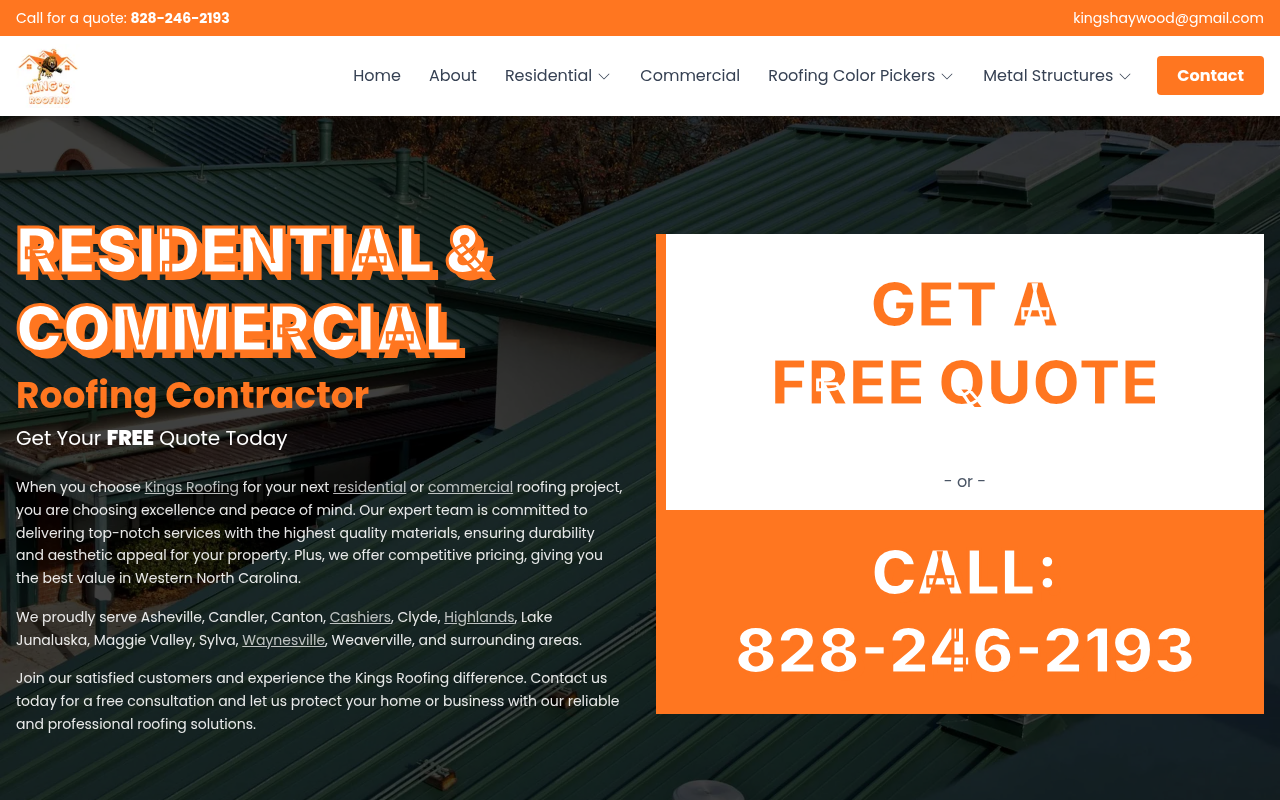 Call for a quote: 828-246-2193
kingshaywood@gmail.com
KING'S
ROOFING
Home
About
Residential
Commercial
Roofing Color Pickers
Metal Structures
Contact
RESIDENTIAL &
COMMERCIAL
Roofing Contractor
Get Your FREE Quote Today
When you choose Kings Roofing for your next residential or commercial roofing project,
you are choosing excellence and peace of mind. Our expert team is committed to
delivering top-notch services with the highest quality materials, ensuring durability
and aesthetic appeal for your property. Plus, we offer competitive pricing, giving you
the best value in Western North Carolina.
We proudly serve Asheville, Candler, Canton, Cashiers, Clyde, Highlands, Lake
Junaluska, Maggie Valley, Sylva, Waynesville, Weaverville, and surrounding areas.
Join our satisfied customers and experience the Kings Roofing difference. Contact us
today for a free consultation and let us protect your home or business with our reliable
and professional roofing solutions.
GET A
FREE QUOTE
- or -
CALL:
828-246-2193